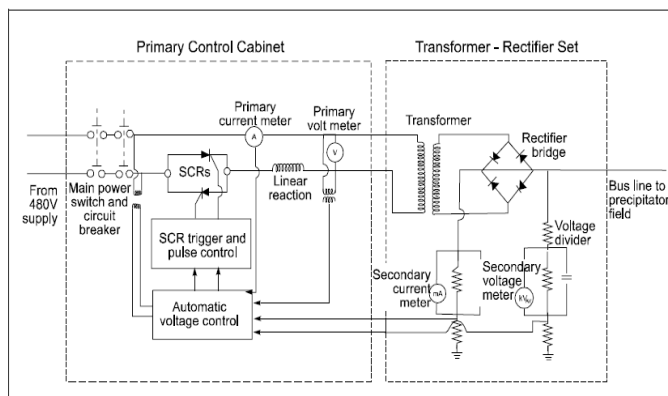 Primary Control Cabinet
Transformer - Rectifier Set
Primary
current meter
Primary
volt meter
Transformer
A
V
Rectifier
bridge
SCRs
Linear
reaction
From
480V
supply
Main power
switch and
circuit
breaker
Bus line to
precipitator
field
SCR trigger and
pulse control
Voltage
divider
Secondary
current
meter
mA
Secondary
voltage
meter
Automatic
voltage control